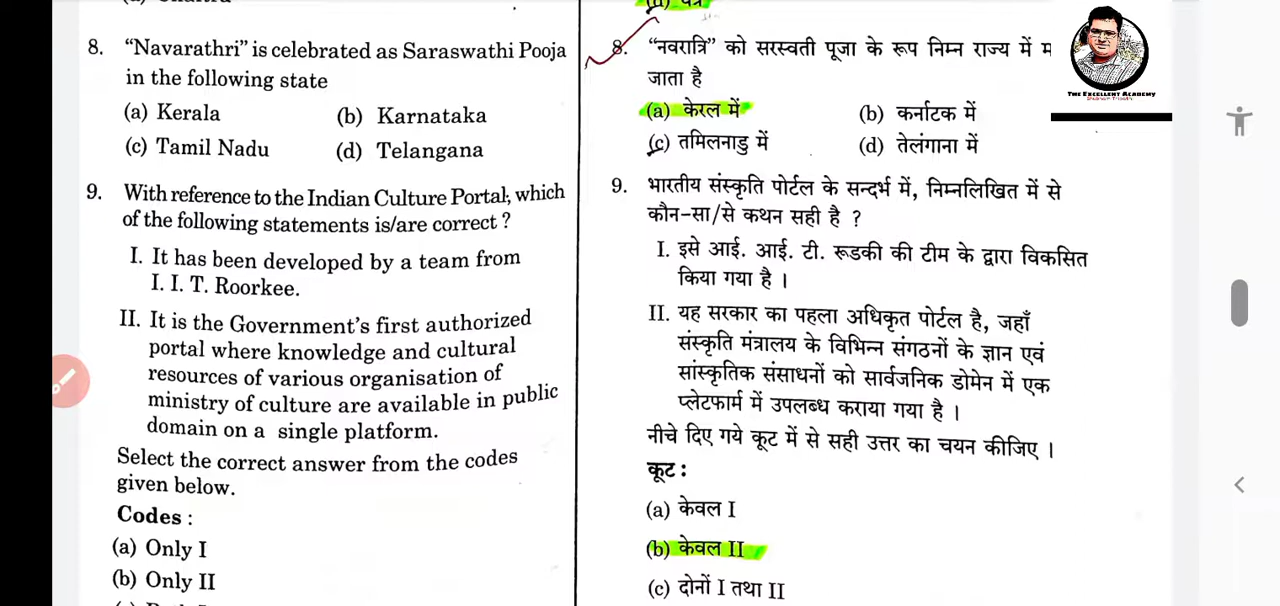 8. “Navarathri” is celebrated as Saraswathi Pooja
in the following state
(a) Kerala (b) Karnataka
(c) Tamil Nadu (d) Telangana
9. With reference to the Indian Culture Portal, which
of the following statements is/are correct ?
I. It has been developed by a team from
I. I. T. Roorkee.
II. It is the Government’s first authorized
portal where knowledge and cultural
resources of various organisation of
ministry of culture are available in public
domain on a single platform.
Select the correct answer from the codes
given below.
Codes :
(a) Only I
(b) Only II
8. “नवरात्रि” को सरस्वती पूजा के रूप निम्न राज्य में म
जाता है
(a) केरल में (b) कर्नाटक में
(c) तमिलनाडु में (d) तेलंगाना में
9. भारतीय संस्कृति पोर्टल के सन्दर्भ में, निम्नलिखित में से
कौन-सा/से कथन सही है ?
I. इसे आई. आई. टी. रूडकी की टीम के द्वारा विकसित
किया गया है ।
II. यह सरकार का पहला अधिकृत पोर्टल है, जहाँ
संस्कृति मंत्रालय के विभिन्न संगठनों के ज्ञान एवं
सांस्कृतिक संसाधनों को सार्वजनिक डोमेन में एक
प्लेटफार्म में उपलब्ध कराया गया है ।
नीचे दिए गये कूट में से सही उत्तर का चयन कीजिए ।
कूट :
(a) केवल I
(b) केवल II
(c) दोनों I तथा II
THE EXCELLENT ACADEMY